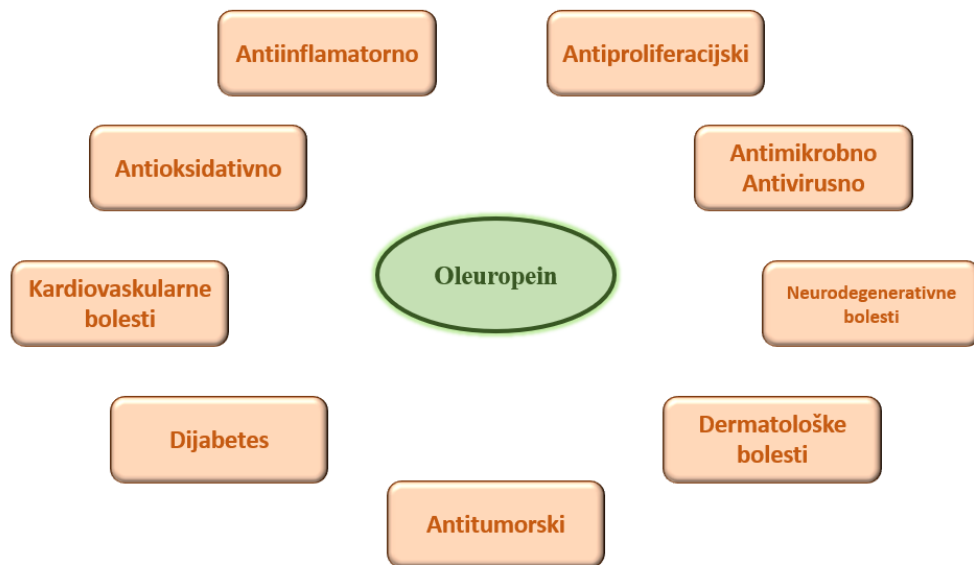 Antiinflamatorno
Antiproliferacijski
Antioksidativno
Antimikrobno
Antivirusno
Oleuropein
Kardiovaskularne
bolesti
Neurodegenerativne
bolesti
Dijabetes
Dermatološke
bolesti
Antitumorski